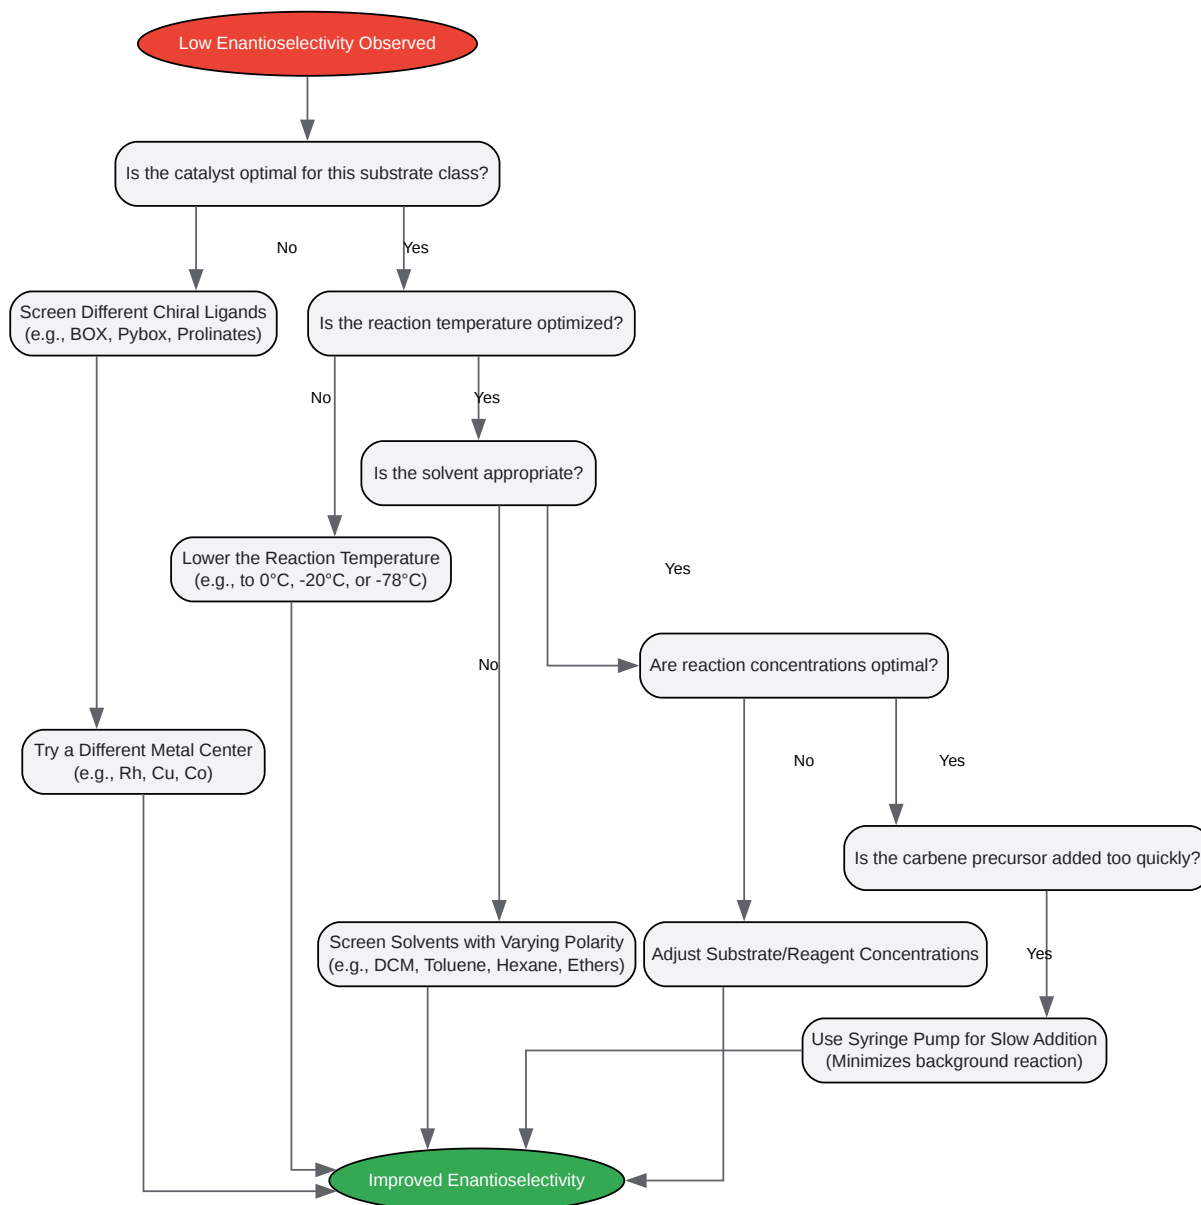 Low Enantioselectivity Observed
Is the catalyst optimal for this substrate class?
No
Yes
Screen Different Chiral Ligands
(e.g., BOX, Pybox, Prolinates)
Is the reaction temperature optimized?
No
Yes
Is the solvent appropriate?
Lower the Reaction Temperature
(e.g., to 0°C, -20°C, or -78°C)
Yes
No
Are reaction concentrations optimal?
Try a Different Metal Center
(e.g., Rh, Cu, Co)
No
Yes
Is the carbene precursor added too quickly?
Screen Solvents with Varying Polarity
(e.g., DCM, Toluene, Hexane, Ethers)
Adjust Substrate/Reagent Concentrations
Yes
Use Syringe Pump for Slow Addition
(Minimizes background reaction)
Improved Enantioselectivity